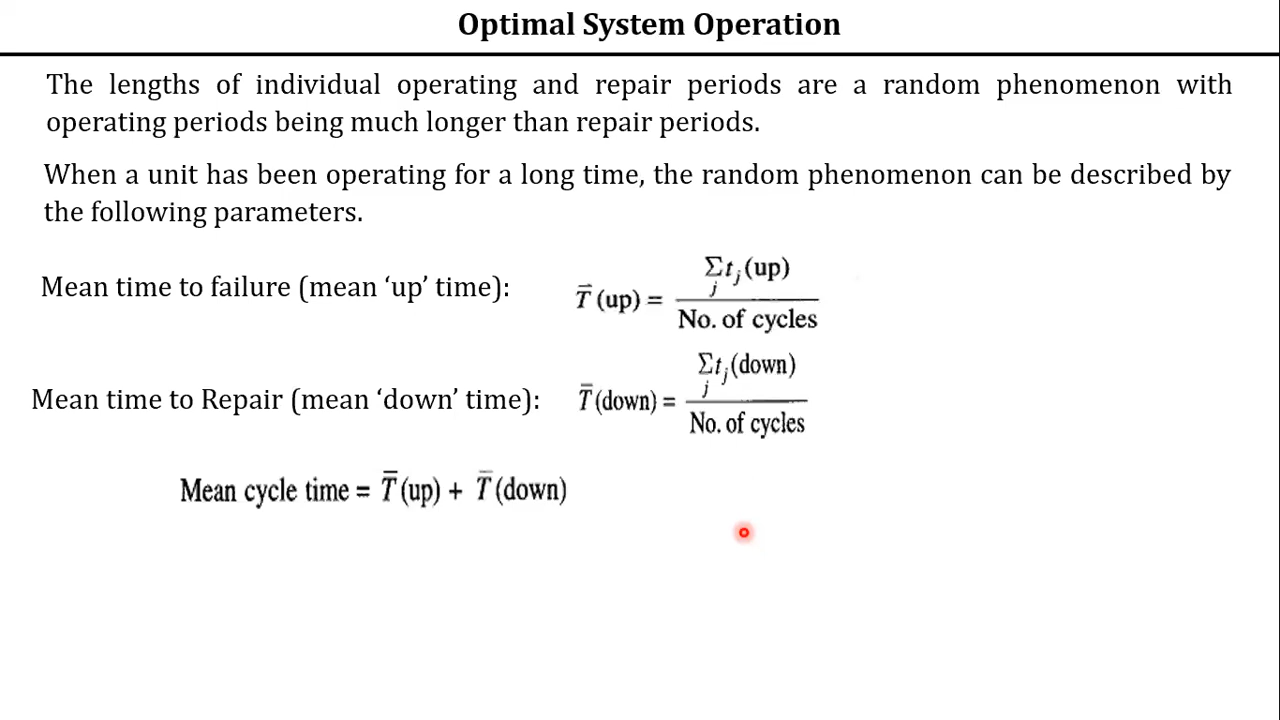 Optimal System Operation
The lengths of individual operating and repair periods are a random phenomenon with
operating periods being much longer than repair periods.
When a unit has been operating for a long time, the random phenomenon can be described by
the following parameters.
Mean time to failure (mean ‘up’ time): T̄ (up) = Σ_j t_j (up) / No. of cycles
Mean time to Repair (mean ‘down’ time): T̄ (down) = Σ_j t_j (down) / No. of cycles
Mean cycle time = T̄ (up) + T̄ (down)